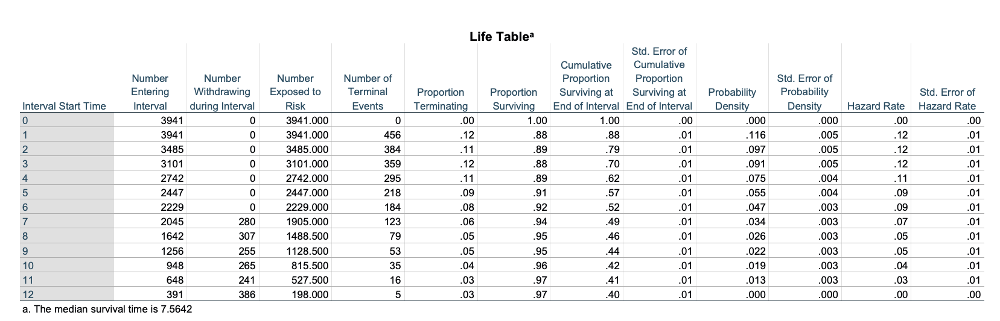 Life Tableᵃ
Interval Start Time Number Entering Interval Number Withdrawing during Interval Number Exposed to Risk Number of Terminal Events Proportion Terminating Proportion Surviving Cumulative Proportion Surviving at End of Interval Std. Error of Cumulative Proportion Surviving at End of Interval Probability Density Std. Error of Probability Density Hazard Rate Std. Error of Hazard Rate
0 3941 0 3941.000 0 .00 1.00 1.00 .00 .000 .000 .00 .00
1 3941 0 3941.000 456 .12 .88 .88 .01 .116 .005 .12 .01
2 3485 0 3485.000 384 .11 .89 .79 .01 .097 .005 .12 .01
3 3101 0 3101.000 359 .12 .88 .70 .01 .091 .005 .12 .01
4 2742 0 2742.000 295 .11 .89 .62 .01 .075 .004 .11 .01
5 2447 0 2447.000 218 .09 .91 .57 .01 .055 .004 .09 .01
6 2229 0 2229.000 184 .08 .92 .52 .01 .047 .003 .09 .01
7 2045 280 1905.000 123 .06 .94 .49 .01 .034 .003 .07 .01
8 1642 307 1488.500 79 .05 .95 .46 .01 .026 .003 .05 .01
9 1256 255 1128.500 53 .05 .95 .44 .01 .022 .003 .05 .01
10 948 265 815.500 35 .04 .96 .42 .01 .019 .003 .04 .01
11 648 241 527.500 16 .03 .97 .41 .01 .013 .003 .03 .01
12 391 386 198.000 5 .03 .97 .40 .01 .000 .000 .00 .00
a. The median survival time is 7.5642